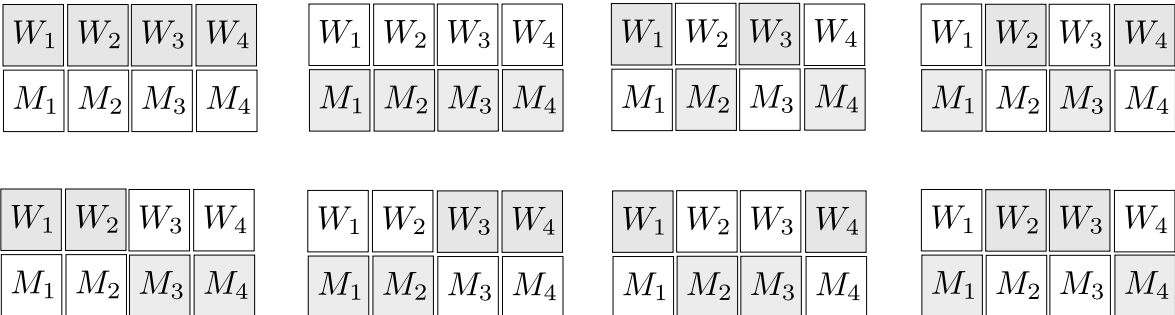 W₁ W₂ W₃ W₄ W₁ W₂ W₃ W₄ W₁ W₂ W₃ W₄ W₁ W₂ W₃ W₄
M₁ M₂ M₃ M₄ M₁ M₂ M₃ M₄ M₁ M₂ M₃ M₄ M₁ M₂ M₃ M₄
W₁ W₂ W₃ W₄ W₁ W₂ W₃ W₄ W₁ W₂ W₃ W₄ W₁ W₂ W₃ W₄
M₁ M₂ M₃ M₄ M₁ M₂ M₃ M₄ M₁ M₂ M₃ M₄ M₁ M₂ M₃ M₄